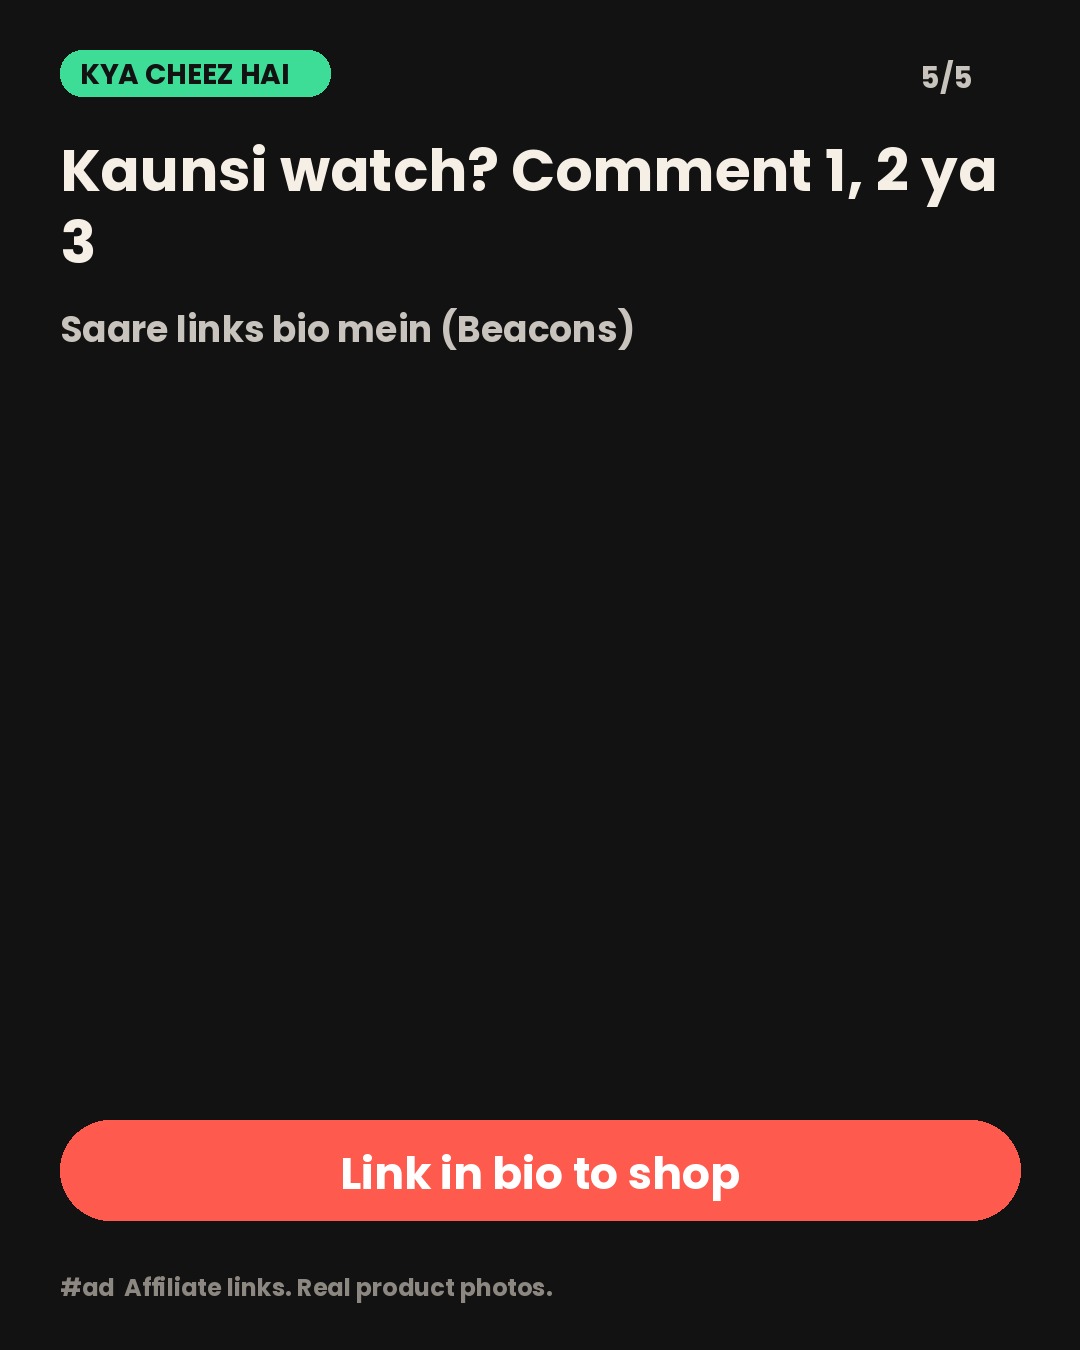 KYA CHEEZ HAI
5/5
Kaunsi watch? Comment 1, 2 ya
3
Saare links bio mein (Beacons)
Link in bio to shop
#ad Affiliate links. Real product photos.